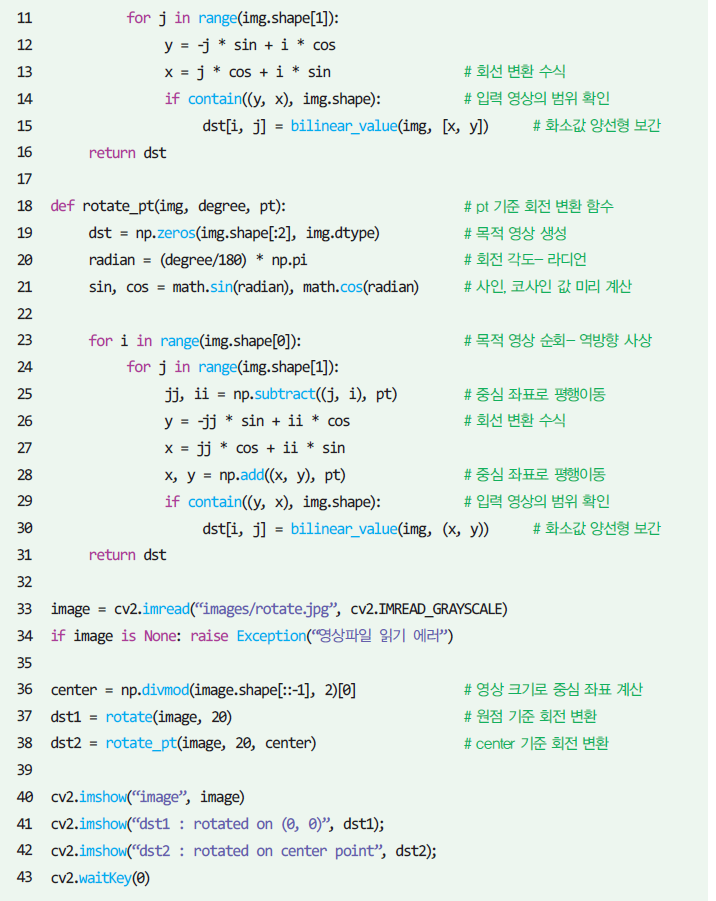 11 for j in range(img.shape[1]):
12 y = -j * sin + i * cos
13 x = j * cos + i * sin # 회선 변환 수식
14 if contain((y, x), img.shape): # 입력 영상의 범위 확인
15 dst[i, j] = bilinear_value(img, [x, y]) # 화소값 양선형 보간
16 return dst
17
18 def rotate_pt(img, degree, pt): # pt 기준 회전 변환 함수
19 dst = np.zeros(img.shape[:2], img.dtype) # 목적 영상 생성
20 radian = (degree/180) * np.pi # 회전 각도- 라디언
21 sin, cos = math.sin(radian), math.cos(radian) # 사인, 코사인 값 미리 계산
22
23 for i in range(img.shape[0]): # 목적 영상 순회- 역방향 사상
24 for j in range(img.shape[1]):
25 jj, ii = np.subtract((j, i), pt) # 중심 좌표로 평행이동
26 y = -jj * sin + ii * cos # 회선 변환 수식
27 x = jj * cos + ii * sin
28 x, y = np.add((x, y), pt) # 중심 좌표로 평행이동
29 if contain((y, x), img.shape): # 입력 영상의 범위 확인
30 dst[i, j] = bilinear_value(img, (x, y)) # 화소값 양선형 보간
31 return dst
32
33 image = cv2.imread(“images/rotate.jpg”, cv2.IMREAD_GRAYSCALE)
34 if image is None: raise Exception(“영상파일 읽기 에러”)
35
36 center = np.divmod(image.shape[::-1], 2)[0] # 영상 크기로 중심 좌표 계산
37 dst1 = rotate(image, 20) # 원점 기준 회전 변환
38 dst2 = rotate_pt(image, 20, center) # center 기준 회전 변환
39
40 cv2.imshow(“image”, image)
41 cv2.imshow(“dst1 : rotated on (0, 0)”, dst1);
42 cv2.imshow(“dst2 : rotated on center point”, dst2);
43 cv2.waitKey(0)